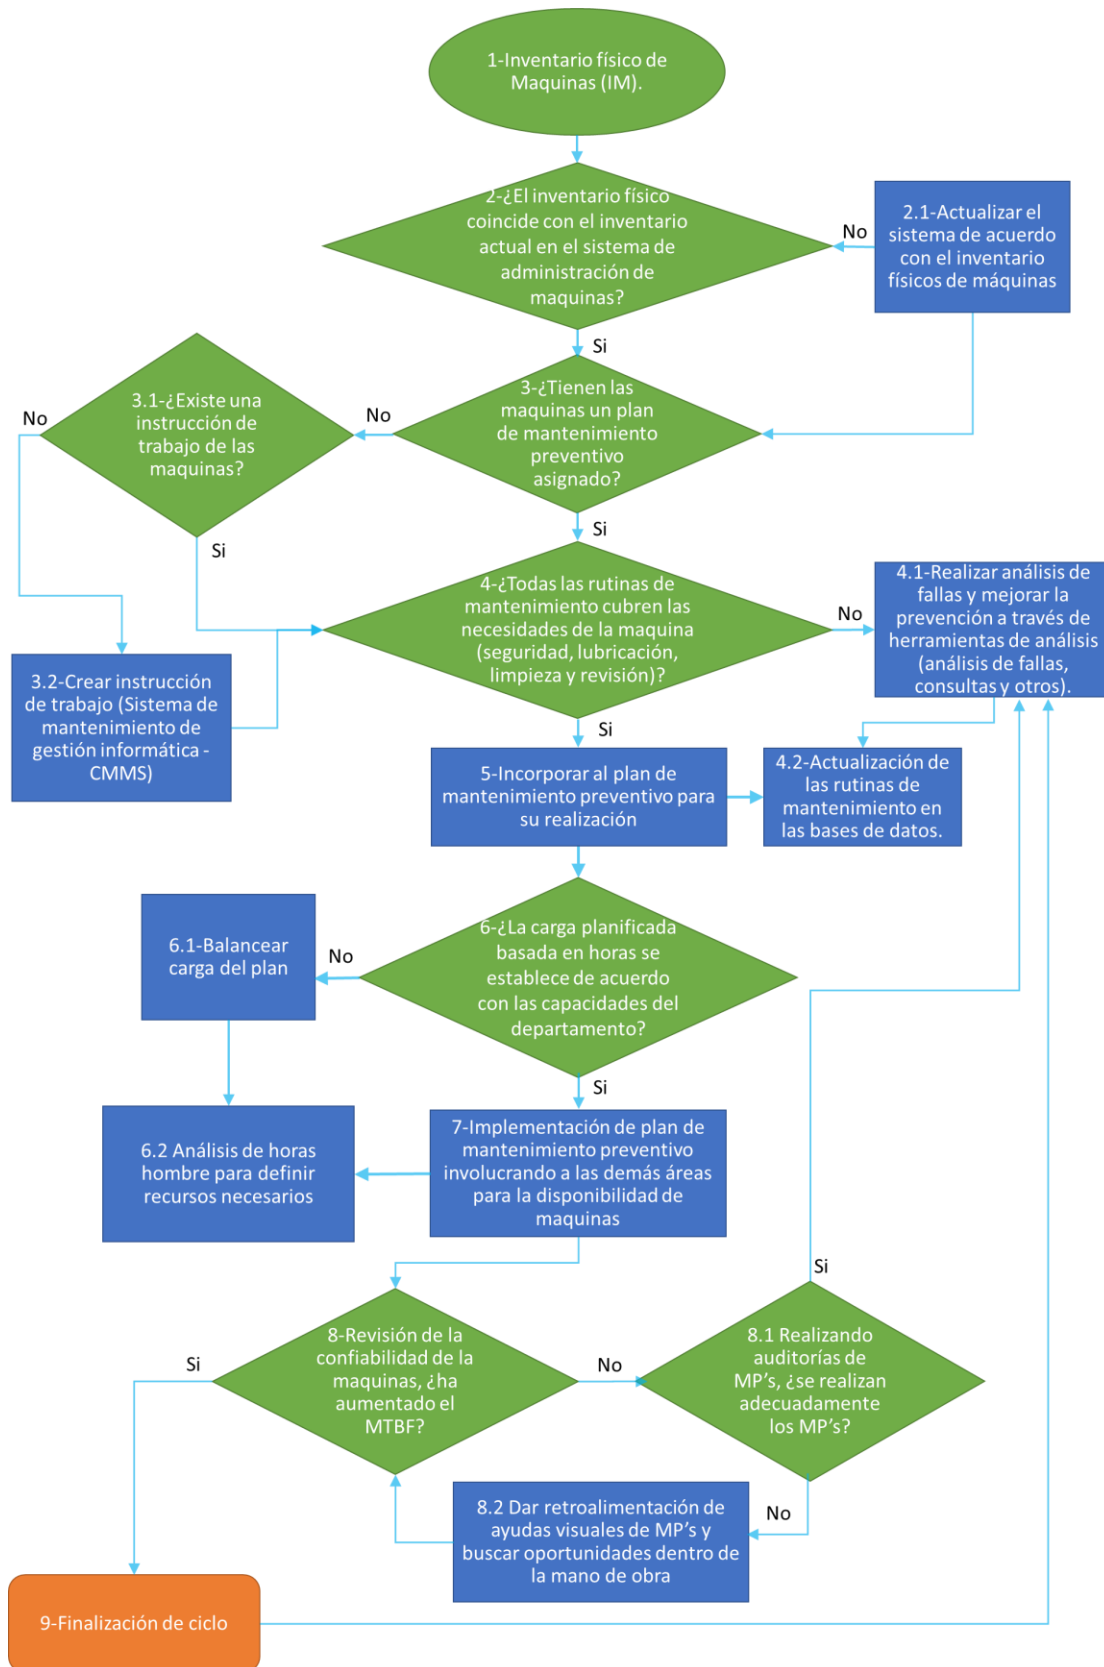 1-Inventario físico de
Maquinas (IM).
2-¿El inventario físico
coincide con el inventario
actual en el sistema de
administración de
maquinas?
No
2.1-Actualizar el
sistema de acuerdo
con el inventario
físicos de máquinas
Si
3-¿Tienen las
maquinas un plan
de mantenimiento
preventivo
asignado?
No
3.1-¿Existe una
instrucción de
trabajo de las
maquinas?
No
Si
3.2-Crear instrucción
de trabajo (Sistema de
mantenimiento de
gestión informática -
CMMS)
Si
4-¿Todas las rutinas de
mantenimiento cubren las
necesidades de la maquina
(seguridad, lubricación,
limpieza y revisión)?
No
4.1-Realizar análisis de
fallas y mejorar la
prevención a través de
herramientas de análisis
(análisis de fallas,
consultas y otros).
4.2-Actualización de
las rutinas de
mantenimiento en
las bases de datos.
Si
5-Incorporar al plan de
mantenimiento preventivo para
su realización
6-¿La carga planificada
basada en horas se
establece de acuerdo
con las capacidades del
departamento?
No
6.1-Balancear
carga del plan
6.2 Análisis de horas
hombre para definir
recursos necesarios
Si
7-Implementación de plan de
mantenimiento preventivo
involucrando a las demás áreas
para la disponibilidad de
maquinas
8-Revisión de la
confiabilidad de la
maquinas, ¿ha
aumentado el
MTBF?
Si
No
8.1 Realizando
auditorías de
MP’s, ¿se realizan
adecuadamente
los MP’s?
Si
No
8.2 Dar retroalimentación de
ayudas visuales de MP’s y
buscar oportunidades dentro de
la mano de obra
9-Finalización de ciclo